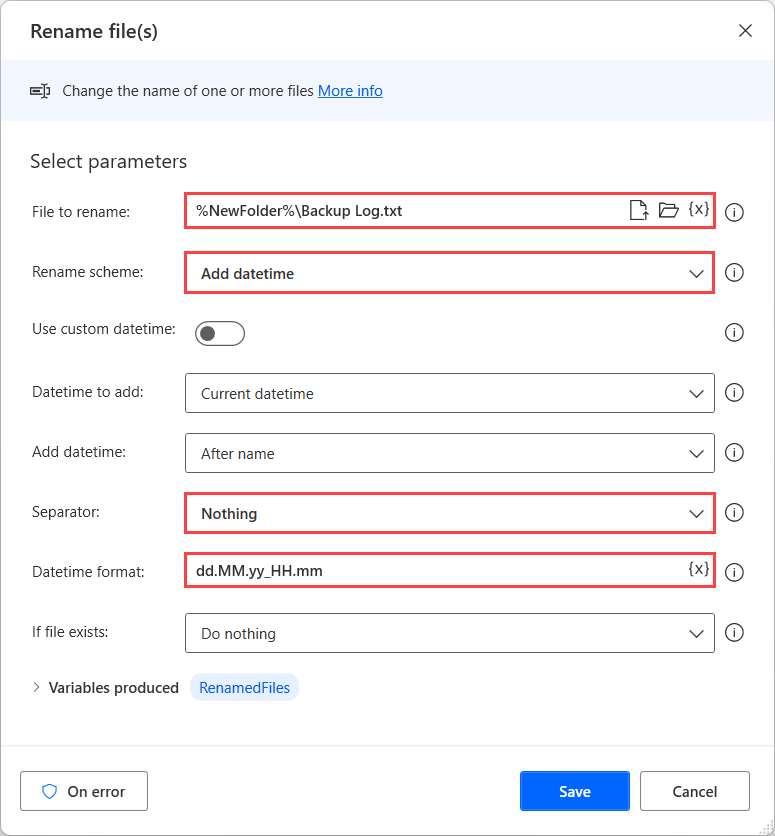 Rename file(s)
Change the name of one or more files More info
Select parameters
File to rename: %NewFolder%\Backup Log.txt {x}
Rename scheme: Add datetime
Use custom datetime:
Datetime to add: Current datetime
Add datetime: After name
Separator: Nothing
Datetime format: dd.MM.yy_HH.mm {x}
If file exists: Do nothing
Variables produced RenamedFiles
On error Save Cancel